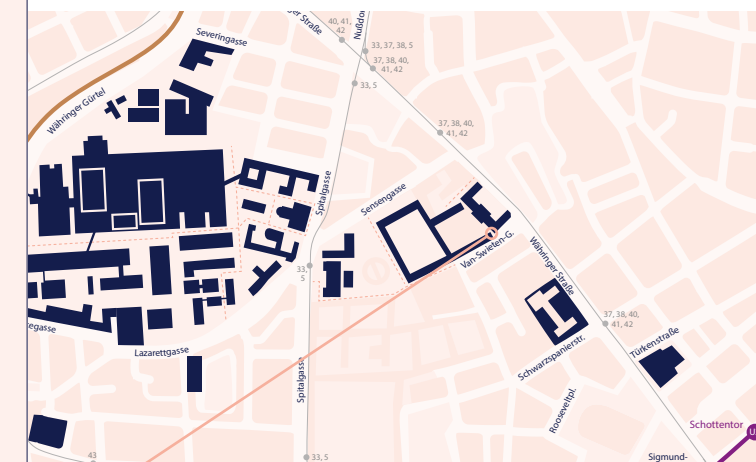 er Straße
Nußdor
40, 41,
42
33, 37, 38, 5
37, 38, 40,
41, 42
33, 5
Severingasse
Währinger Gürtel
37, 38, 40,
41, 42
Spitalgasse
Sensengasse
Van-Swieten-G.
Währinger Straße
33,
5
37, 38, 40,
41, 42
Türkenstraße
Schwarzspanierstr.
egasse
Lazarettgasse
Spitalgasse
Rooseveltpl.
Schottentor
U
43
33, 5
Sigmund-